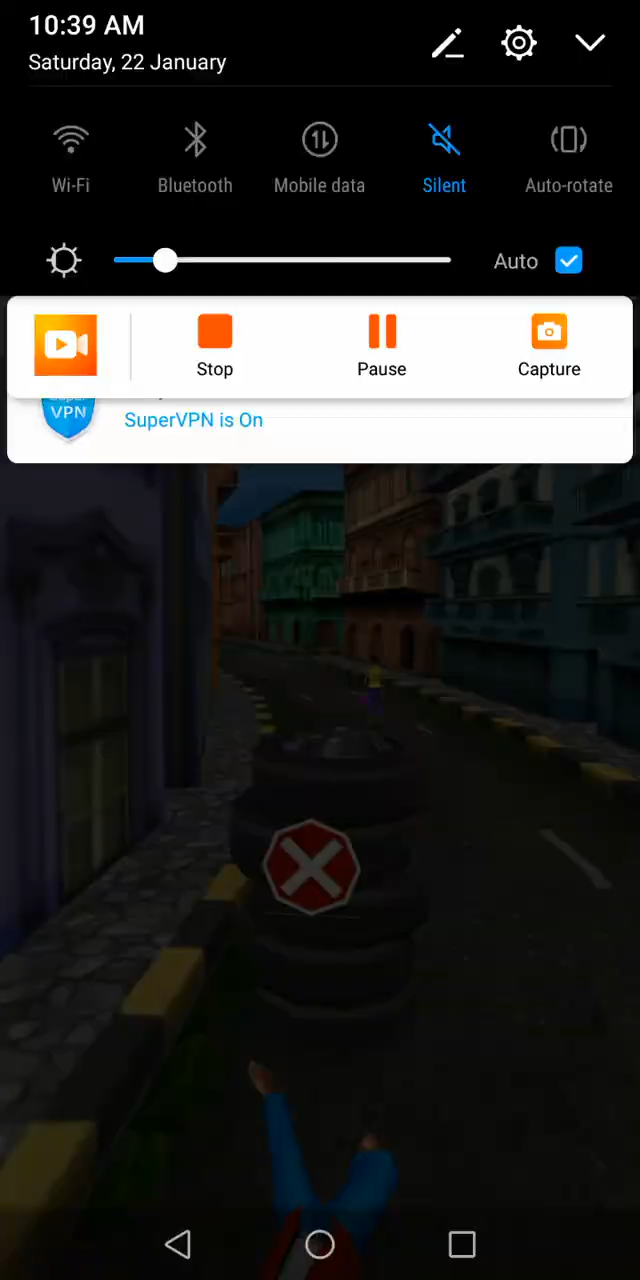 10:39 AM
Saturday, 22 January
Wi-Fi Bluetooth Mobile data Silent Auto-rotate
Auto
Stop Pause Capture
VPN
SuperVPN is On